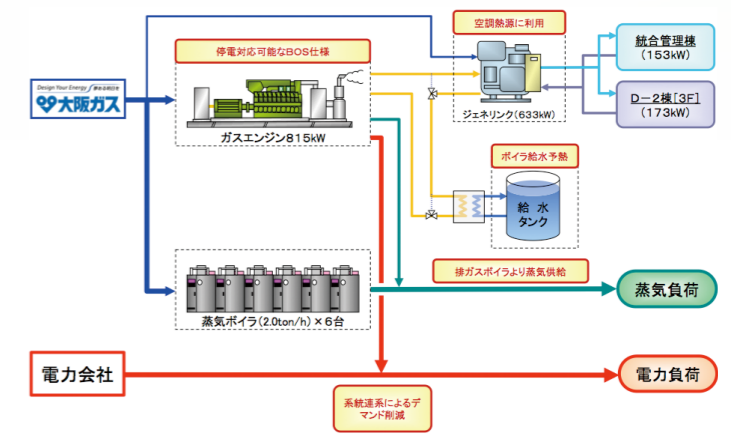 空調熱源に利用
停電対応可能なBOS仕様
統合管理棟
(153kW)
Design Your Energy
大阪ガス
D-2棟[3F]
(173kW)
ジェネリンク(633kW)
ガスエンジン815kW
ボイラ給水予熱
給 水
タンク
排ガスボイラより蒸気供給
蒸気負荷
蒸気ボイラ(2.0ton/h)×6台
電力会社
電力負荷
系統連系によるデ
マンド削減